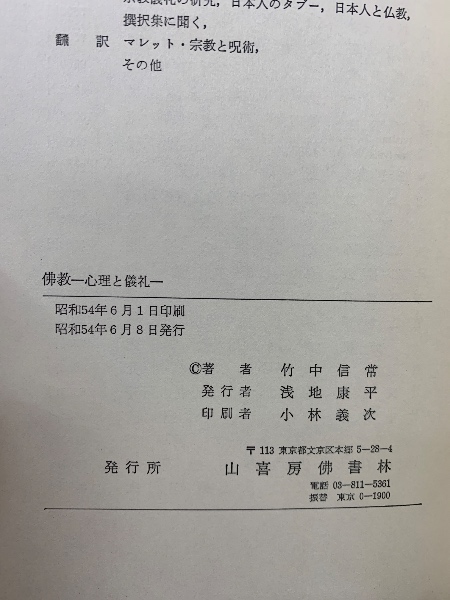 宗教儀礼の研究, 日本人のタブー, 日本人と仏教,
撰択集に聞く,
翻 訳 マレット・宗教と呪術,
その他
佛教―心理と儀礼―
昭和54年6月1日印刷
昭和54年6月8日発行
©著 者 竹中信常
発行者 浅地康平
印刷者 小林義次
〒113 東京都文京区本郷 5-28-4
発行所 山喜房佛書林
電話 03-811-5361
振替 東京 0-1900